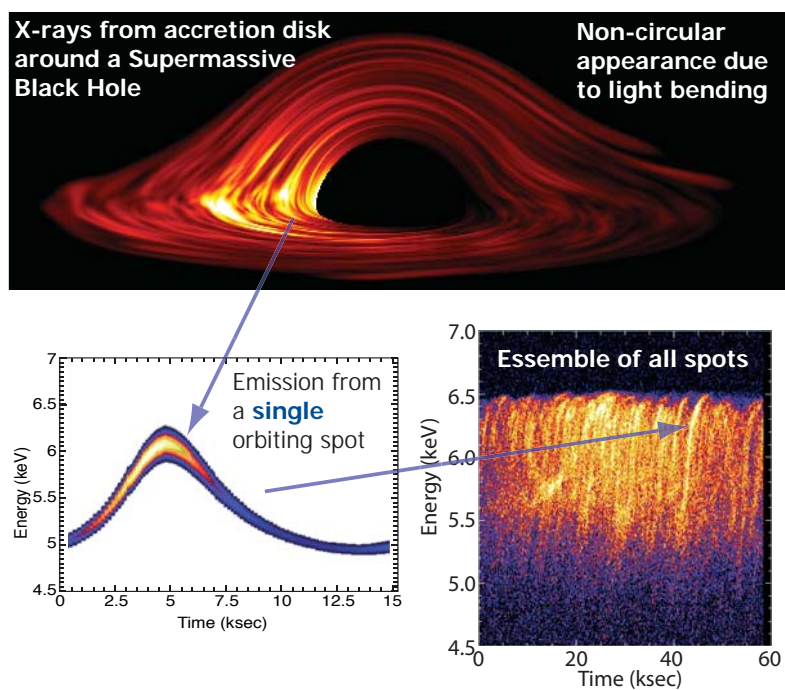 X-rays from accretion disk
around a Supermassive
Black Hole
Non-circular
appearance due
to light bending
7
6.5
6
5.5
5
4.5
Energy (keV)
0
2.5
5
7.5
10
12.5
15
Time (ksec)
Emission from
a single
orbiting spot
Essemble of all spots
7.0
6.5
6.0
5.5
5.0
4.5
Energy (keV)
0
20
40
60
Time (ksec)